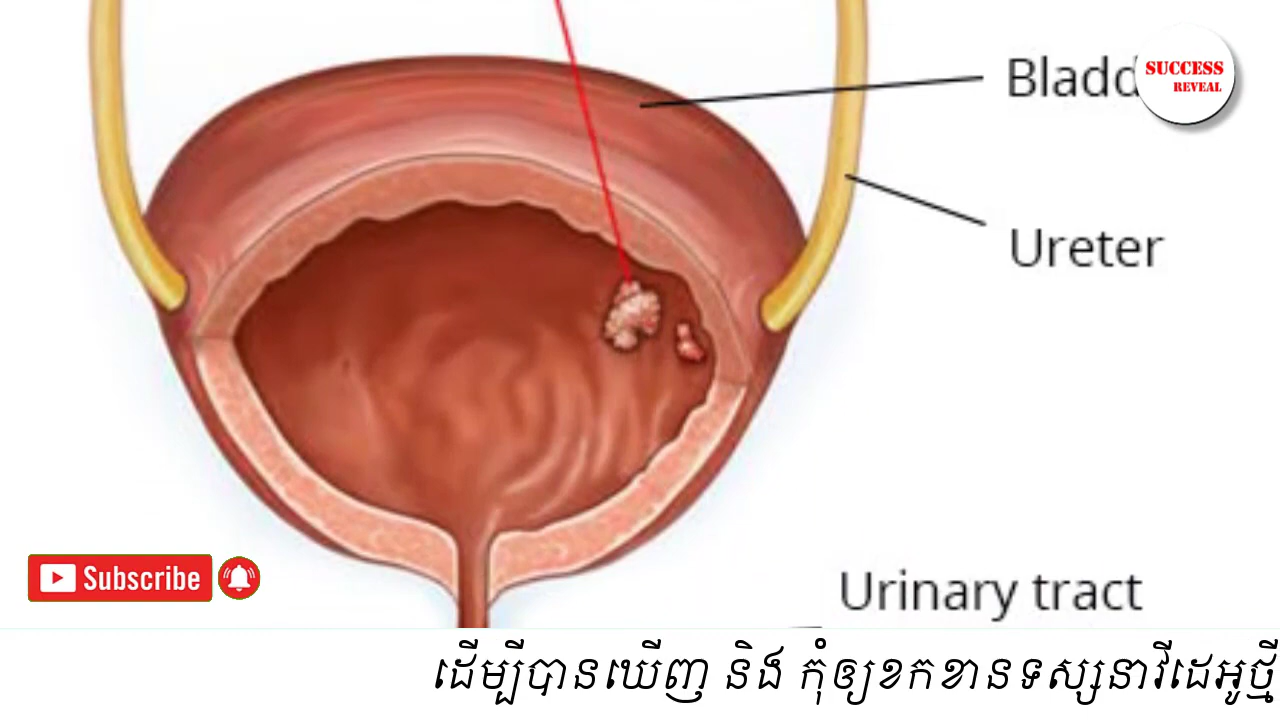 Bladd
SUCCESS
REVEAL
Ureter
Subscribe
Urinary tract
ដើម្បីបានឃើញ និង កុំឲ្យខកខានទស្សនាវីដេអូថ្មី